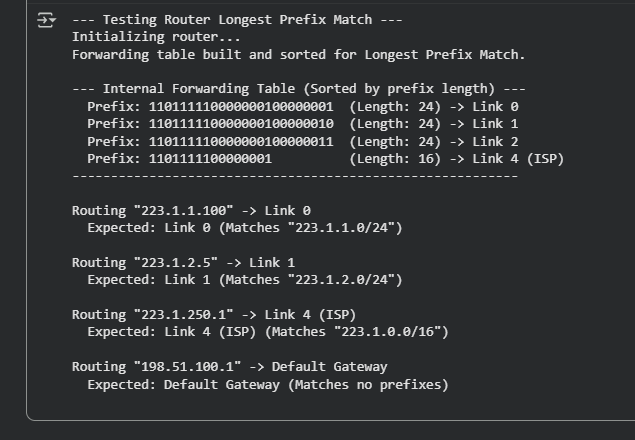 --- Testing Router Longest Prefix Match ---
Initializing router...
Forwarding table built and sorted for Longest Prefix Match.
--- Internal Forwarding Table (Sorted by prefix length) ---
Prefix: 110111110000000100000001 (Length: 24) -> Link 0
Prefix: 110111110000000100000010 (Length: 24) -> Link 1
Prefix: 110111110000000100000011 (Length: 24) -> Link 2
Prefix: 1101111100000001 (Length: 16) -> Link 4 (ISP)
----------------------------------------------------------
Routing "223.1.1.100" -> Link 0
Expected: Link 0 (Matches "223.1.1.0/24")
Routing "223.1.2.5" -> Link 1
Expected: Link 1 (Matches "223.1.2.0/24")
Routing "223.1.250.1" -> Link 4 (ISP)
Expected: Link 4 (ISP) (Matches "223.1.0.0/16")
Routing "198.51.100.1" -> Default Gateway
Expected: Default Gateway (Matches no prefixes)